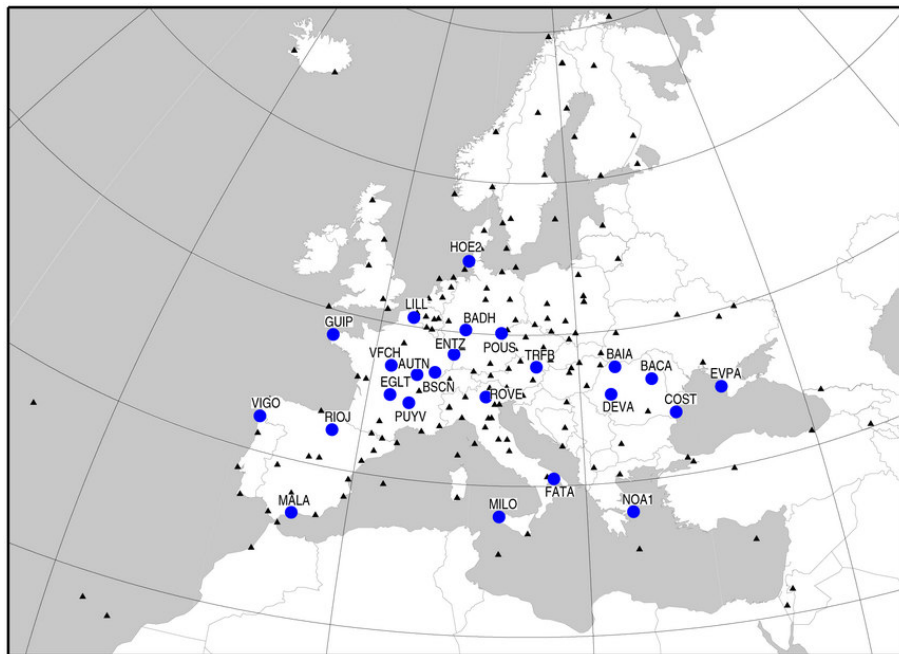 HOE2
LILL
GUIP
BADH
ENTZ
POUS
VFCH
AUTN
TRFB
BAIA
BACA
EVPA
EGLT
BSCN
PUYV
ROVE
DEVA
COST
VIGO
RIOJ
FATA
MALA
MILO
NOA1